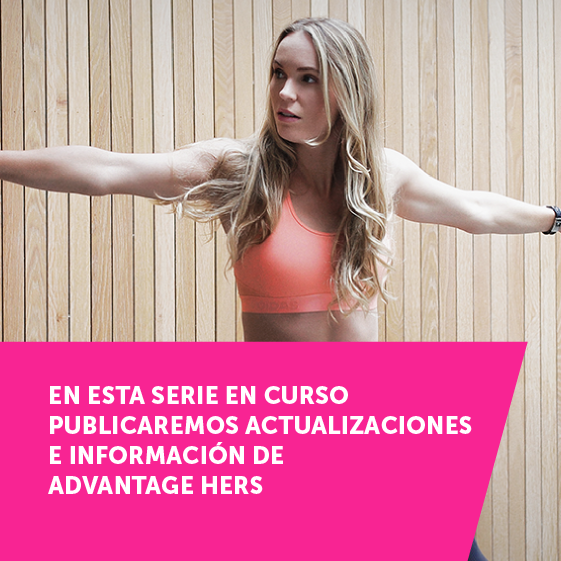 EN ESTA SERIE EN CURSO
PUBLICAREMOS ACTUALIZACIONES
E INFORMACIÓN DE
ADVANTAGE HERS